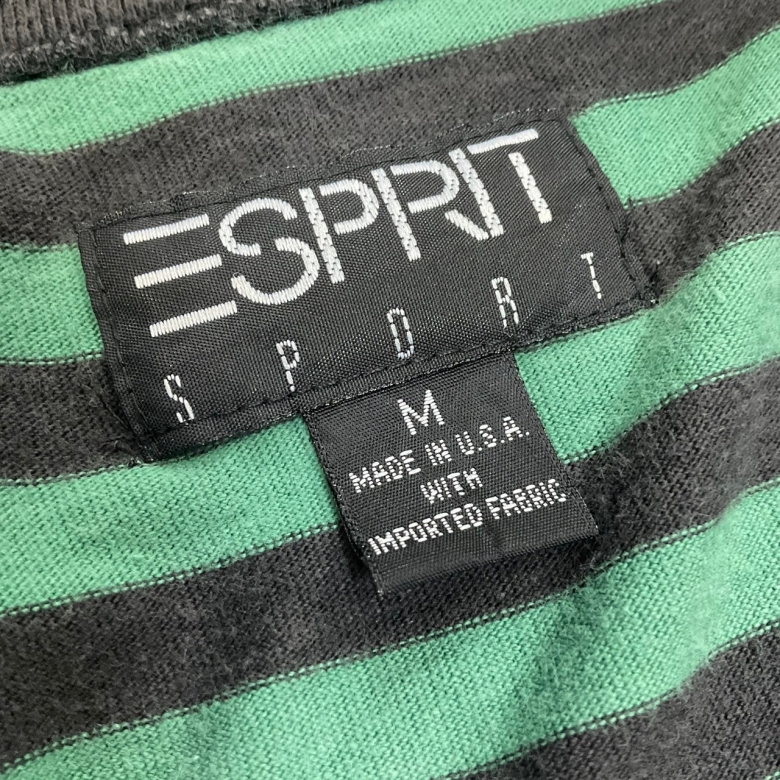 ESPRIT
SPORT
M
MADE IN U.S.A.
WITH
IMPORTED FABRIC